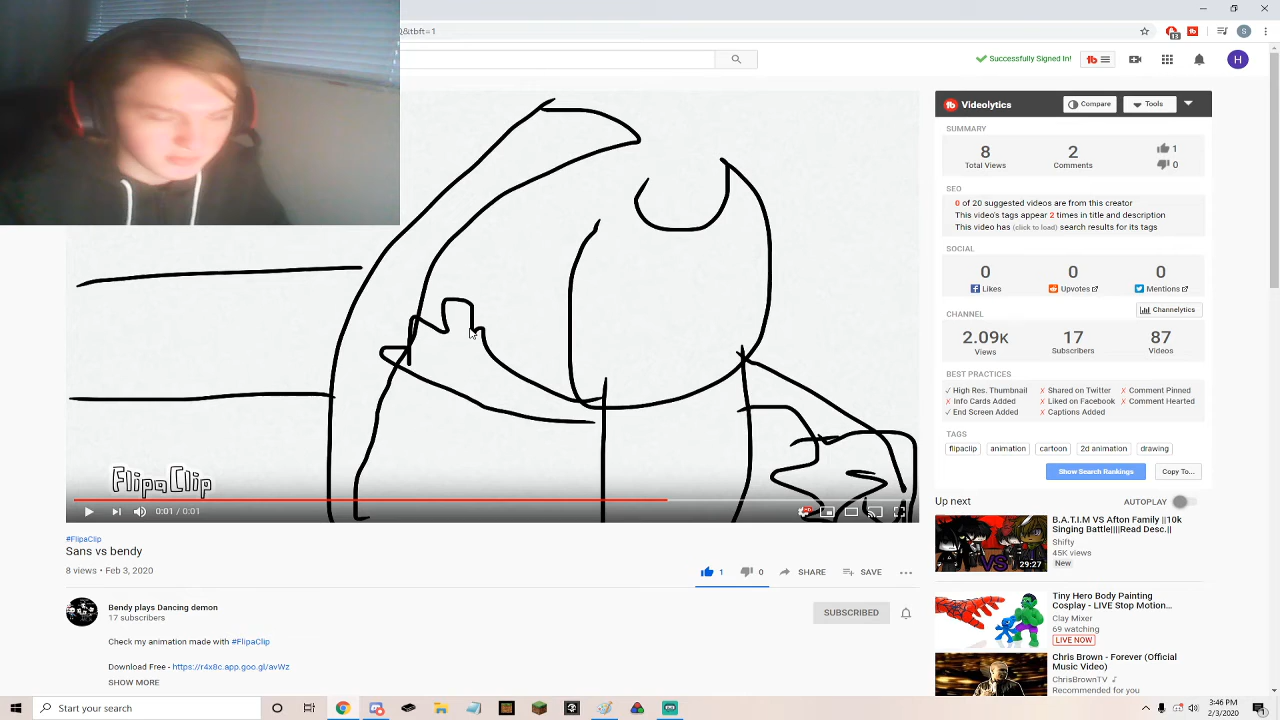 Q&tbft=1
13
Successfully Signed In!
H
Videolytics
Compare
Tools
SUMMARY
8 2 1
Total Views Comments 0
SEO
0 of 20 suggested videos are from this creator
This video's tags appear 2 times in title and description
This video has (click to load) search results for its tags
SOCIAL
0 0 0
Likes Upvotes Mentions
CHANNEL
Channelytics
2.09K 17 87
Views Subscribers Videos
BEST PRACTICES
✓ High Res. Thumbnail ✗ Shared on Twitter ✗ Comment Pinned
✗ Info Cards Added ✗ Liked on Facebook ✗ Comment Hearted
✓ End Screen Added ✗ Captions Added
TAGS
flipaclip animation cartoon 2d animation drawing
Show Search Rankings Copy To...
FlipaClip
0:01 / 0:01
#FlipaClip
Sans vs bendy
8 views • Feb 3, 2020
1 0 SHARE SAVE
Bendy plays Dancing demon
17 subscribers
SUBSCRIBED
Check my animation made with #FlipaClip
Download Free - https://r4x8c.app.goo.gl/avWz
SHOW MORE
Up next
AUTOPLAY
VS
29:27
B.A.T.I.M VS Afton Family ||10k
Singing Battle||||Read Desc.||
Shifty
45K views
New
Tiny Hero Body Painting
Cosplay - LIVE Stop Motion...
Clay Mixer
69 watching
LIVE NOW
Chris Brown - Forever (Official
Music Video)
ChrisBrownTV
Recommended for you
Start your search
3:46 PM
2/3/2020